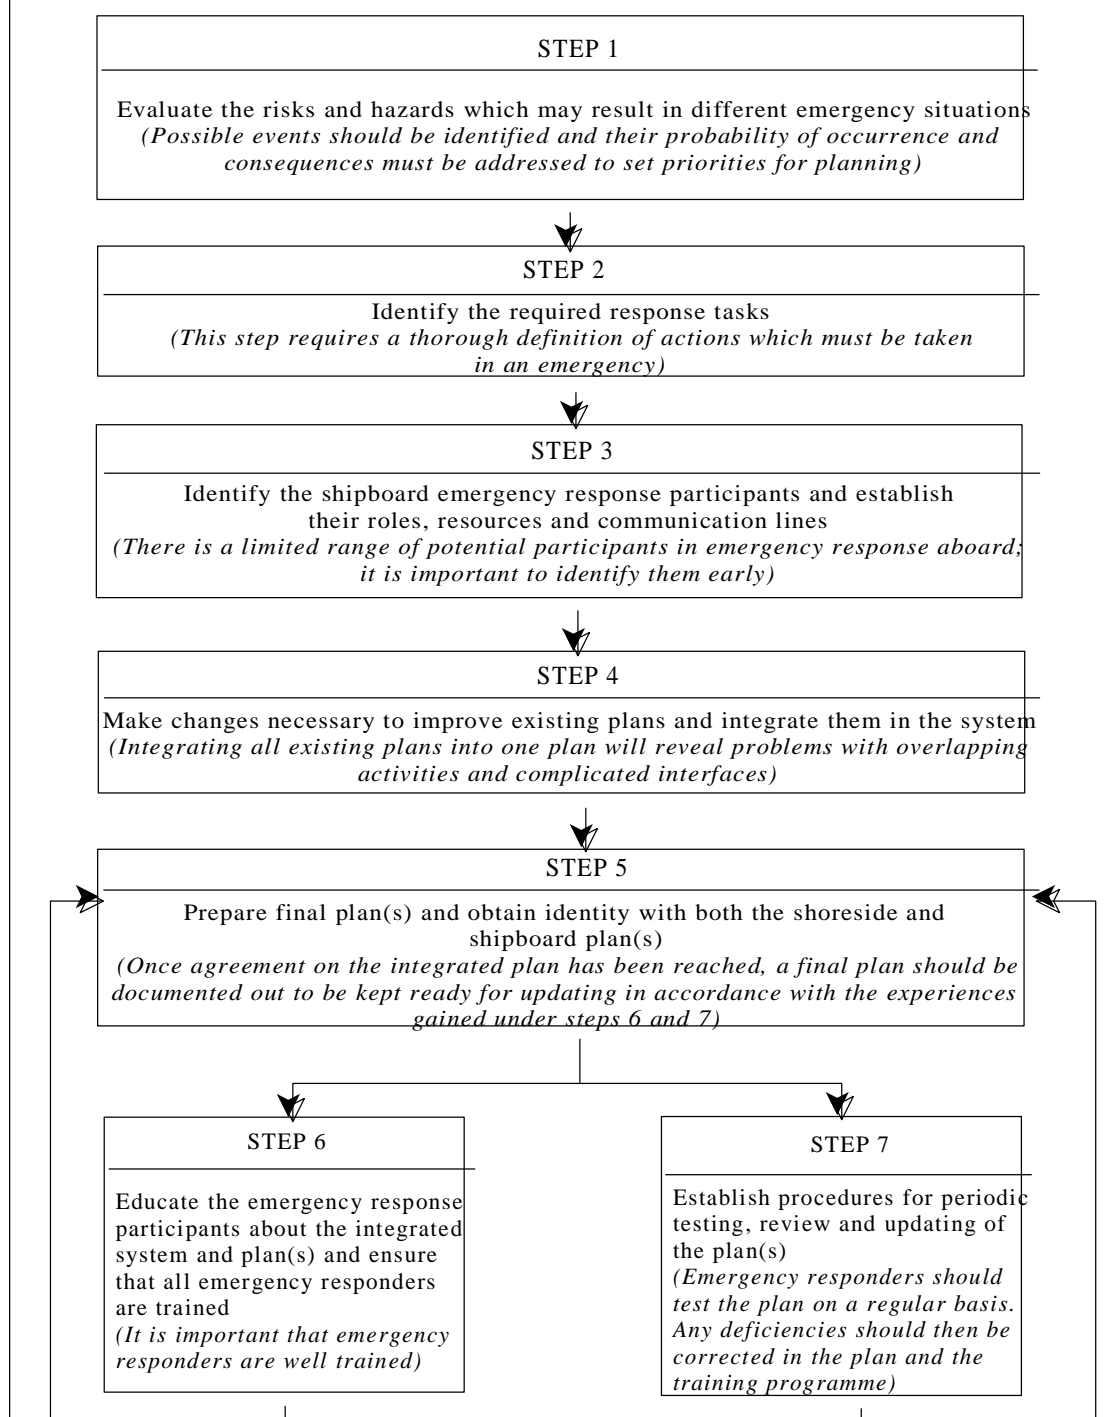 STEP 1
Evaluate the risks and hazards which may result in different emergency situations
(Possible events should be identified and their probability of occurrence and
consequences must be addressed to set priorities for planning)
STEP 2
Identify the required response tasks
(This step requires a thorough definition of actions which must be taken
in an emergency)
STEP 3
Identify the shipboard emergency response participants and establish
their roles, resources and communication lines
(There is a limited range of potential participants in emergency response aboard;
it is important to identify them early)
STEP 4
Make changes necessary to improve existing plans and integrate them in the system
(Integrating all existing plans into one plan will reveal problems with overlapping
activities and complicated interfaces)
STEP 5
Prepare final plan(s) and obtain identity with both the shoreside and
shipboard plan(s)
(Once agreement on the integrated plan has been reached, a final plan should be
documented out to be kept ready for updating in accordance with the experiences
gained under steps 6 and 7)
STEP 6
Educate the emergency response
participants about the integrated
system and plan(s) and ensure
that all emergency responders
are trained
(It is important that emergency
responders are well trained)
STEP 7
Establish procedures for periodic
testing, review and updating of
the plan(s)
(Emergency responders should
test the plan on a regular basis.
Any deficiencies should then be
corrected in the plan and the
training programme)